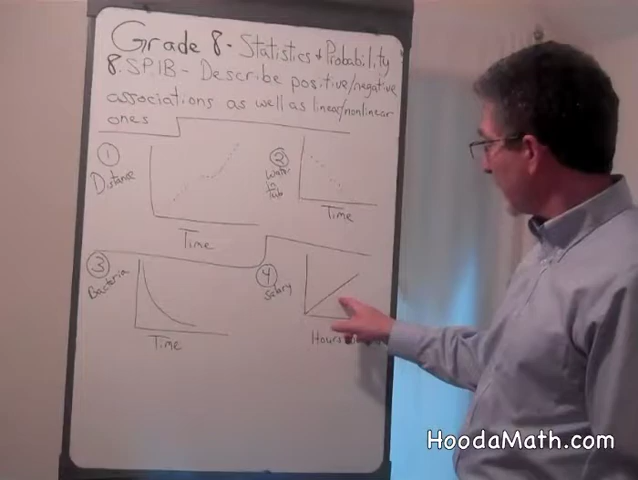 Grade 8- Statistics + Probability
8.SP.1B - Describe positive/negative
associations as well as linear/nonlinear
ones
1
Distance
Time
2
Water
in
tub
Time
3
Bacteria
Time
4
Salary
Hours
HoodaMath.com